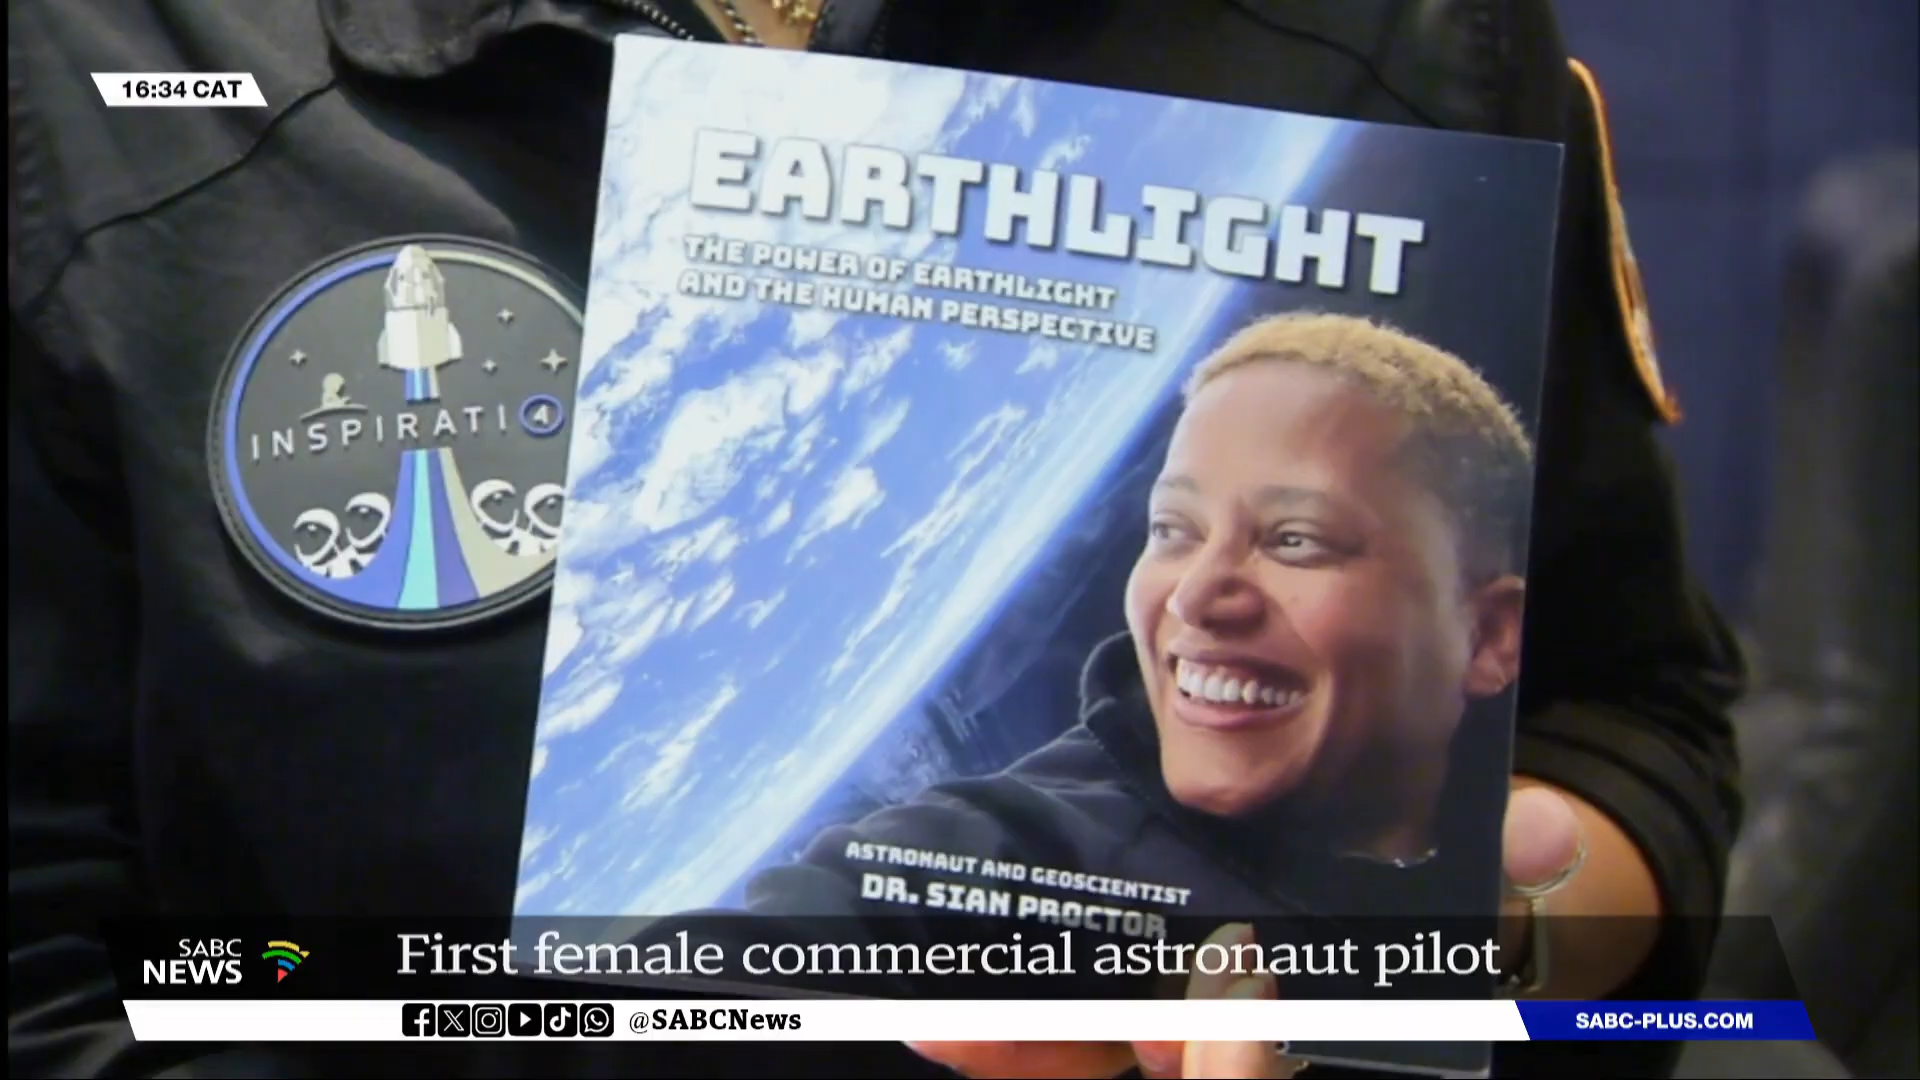 16:34 CAT
EARTHLIGHT
THE POWER OF EARTHLIGHT
AND THE HUMAN PERSPECTIVE
INSPIRATI4
ASTRONAUT AND GEOSCIENTIST
DR. SIAN PROCTOR
SABC
NEWS
First female commercial astronaut pilot
@SABCNews
SABC-PLUS.COM